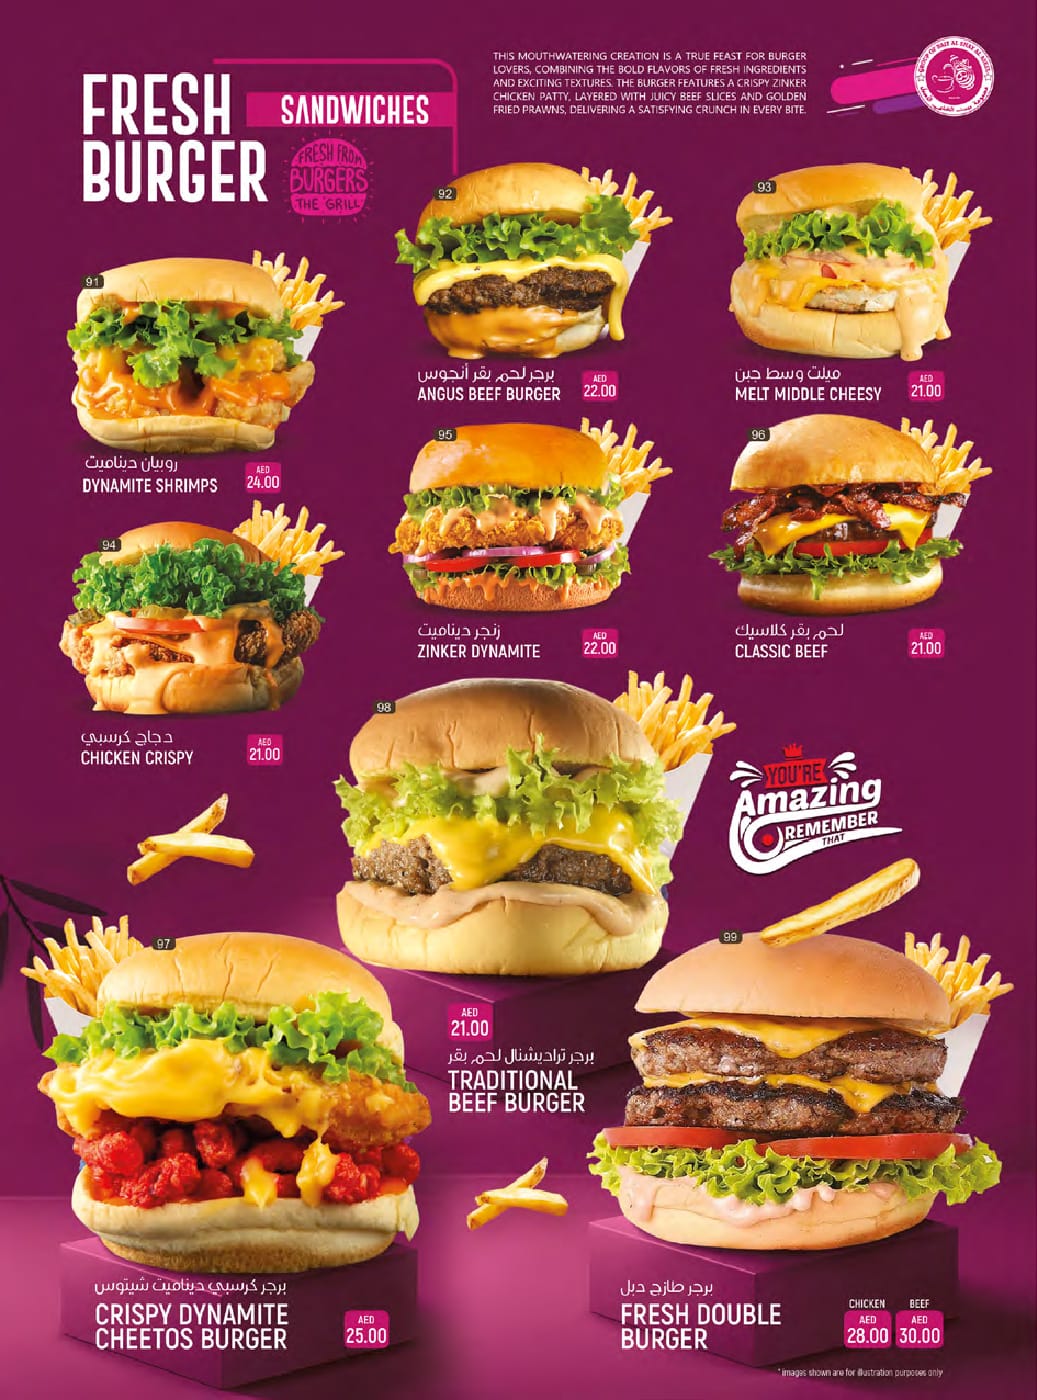 FRESH
BURGER
SANDWICHES
FRESH FROM
BURGERS
THE GRILL
THIS MOUTHWATERING CREATION IS A TRUE FEAST FOR BURGER
LOVERS, COMBINING THE BOLD FLAVORS OF FRESH INGREDIENTS
AND EXCITING TEXTURES. THE BURGER FEATURES A CRISPY ZINKER
CHICKEN PATTY, LAYERED WITH JUICY BEEF SLICES AND GOLDEN
FRIED PRAWNS, DELIVERING A SATISFYING CRUNCH IN EVERY BITE.
91
روبيان ديناميت
DYNAMITE SHRIMPS
AED
24.00
92
برجر لحم بقر أنجوس
ANGUS BEEF BURGER
AED
22.00
93
ميلت وسط جبن
MELT MIDDLE CHEESY
AED
21.00
94
دجاج كرسبي
CHICKEN CRISPY
AED
21.00
95
زنجر ديناميت
ZINKER DYNAMITE
AED
22.00
96
لحم بقر كلاسيك
CLASSIC BEEF
AED
21.00
98
AED
21.00
برجر تراديشنال لحم بقر
TRADITIONAL
BEEF BURGER
YOU'RE
Amazing
REMEMBER
THAT
97
برجر كرسبي ديناميت شيتوس
CRISPY DYNAMITE
CHEETOS BURGER
AED
25.00
99
برجر طازج دبل
FRESH DOUBLE
BURGER
CHICKEN
AED
28.00
BEEF
AED
30.00
*images shown are for illustration purposes only